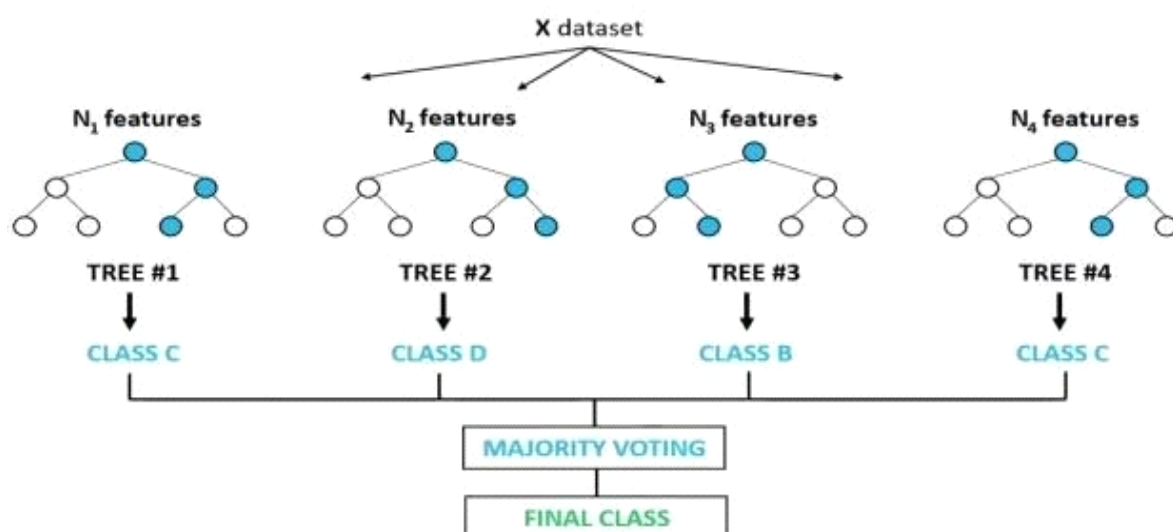 X dataset
N₁ features
N₂ features
N₃ features
N₄ features
TREE #1
TREE #2
TREE #3
TREE #4
CLASS C
CLASS D
CLASS B
CLASS C
MAJORITY VOTING
FINAL CLASS